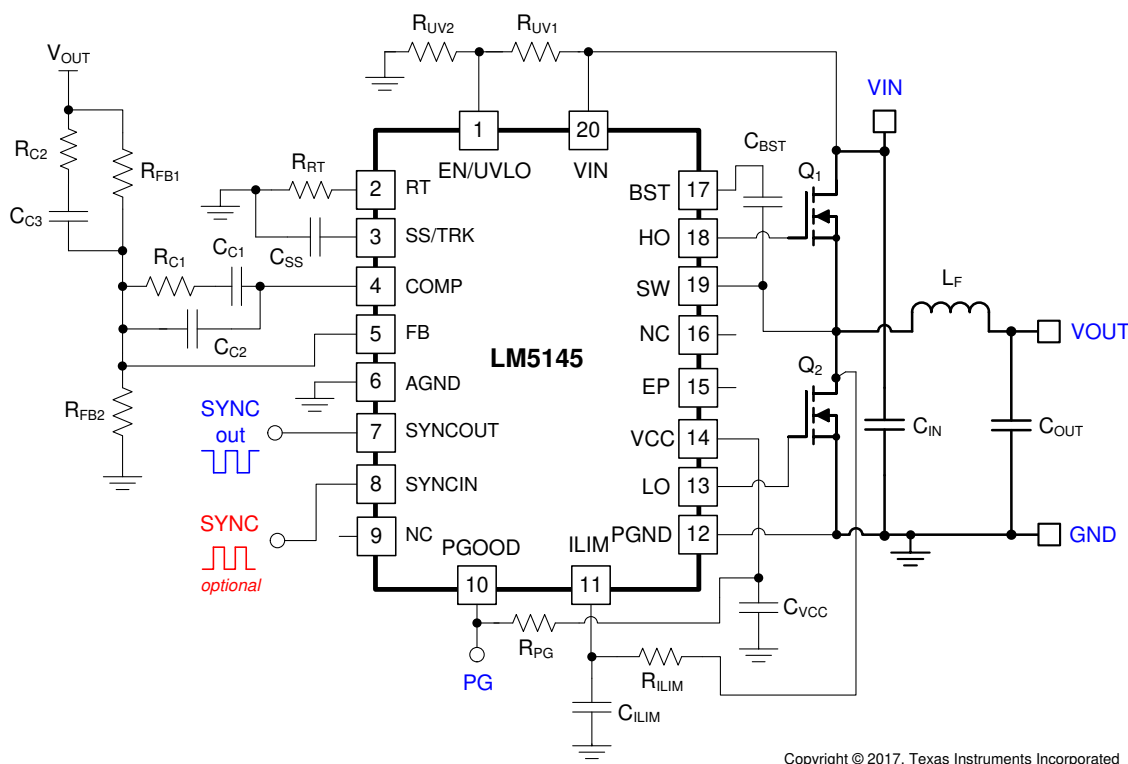 RUV2
RUV1
VOUT
VIN
1
20
CBST
RC2
RFB1
RRT
EN/UVLO
VIN
Q1
2
RT
BST
17
CC3
3
SS/TRK
HO
18
CSS
RC1
CC1
4
COMP
SW
19
LF
5
FB
NC
16
VOUT
CC2
LM5145
Q2
6
AGND
EP
15
RFB2
SYNC
out
7
SYNCOUT
VCC
14
CIN
COUT
8
SYNCIN
LO
13
SYNC
optional
9
NC
PGOOD
ILIM
PGND
12
GND
10
11
CVCC
RPG
PG
RILIM
CILIM
Copyright © 2017, Texas Instruments Incorporated